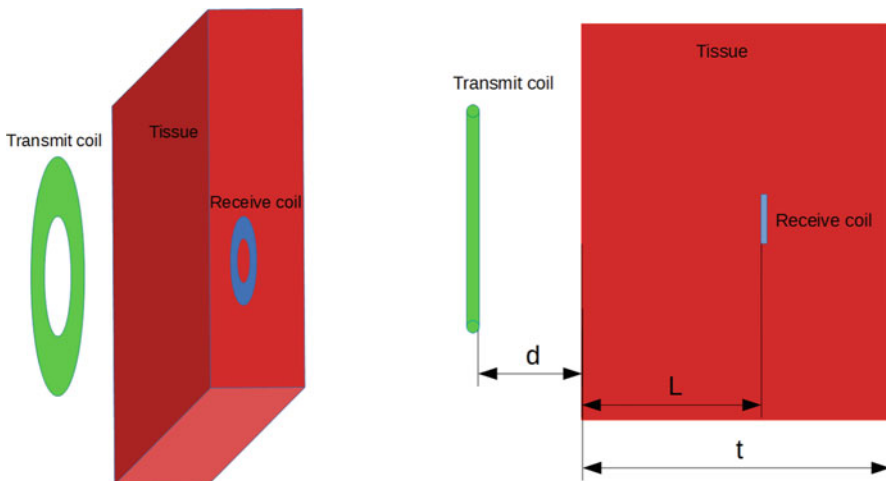 Transmit coil
Tissue
Receive coil
Tissue
Transmit coil
Receive coil
d
L
t